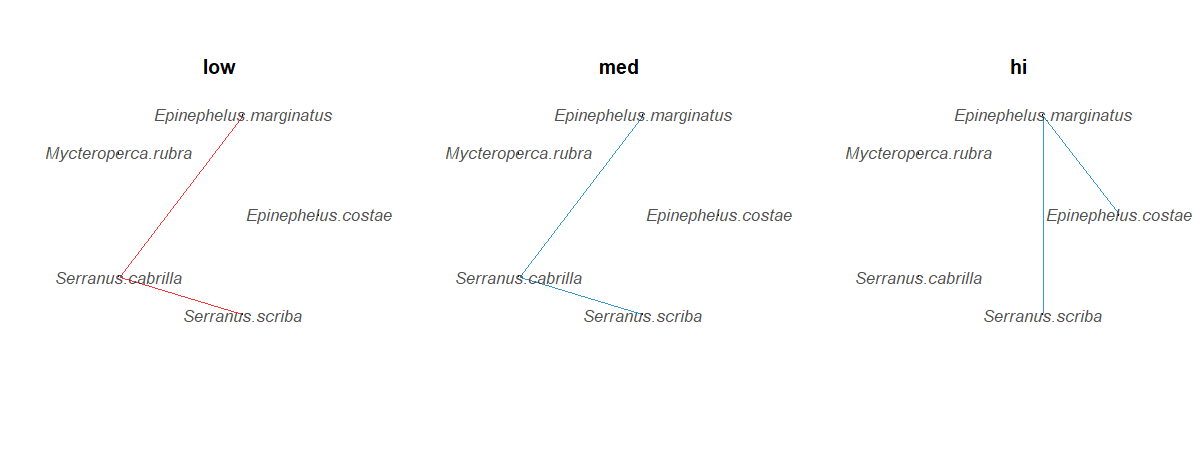 low
Epinephelus.marginatus
Mycteroperca.rubra
Epinephelus.costae
Serranus.cabrilla
Serranus.scriba
med
Epinephelus.marginatus
Mycteroperca.rubra
Epinephelus.costae
Serranus.cabrilla
Serranus.scriba
hi
Epinephelus.marginatus
Mycteroperca.rubra
Epinephelus.costae
Serranus.cabrilla
Serranus.scriba